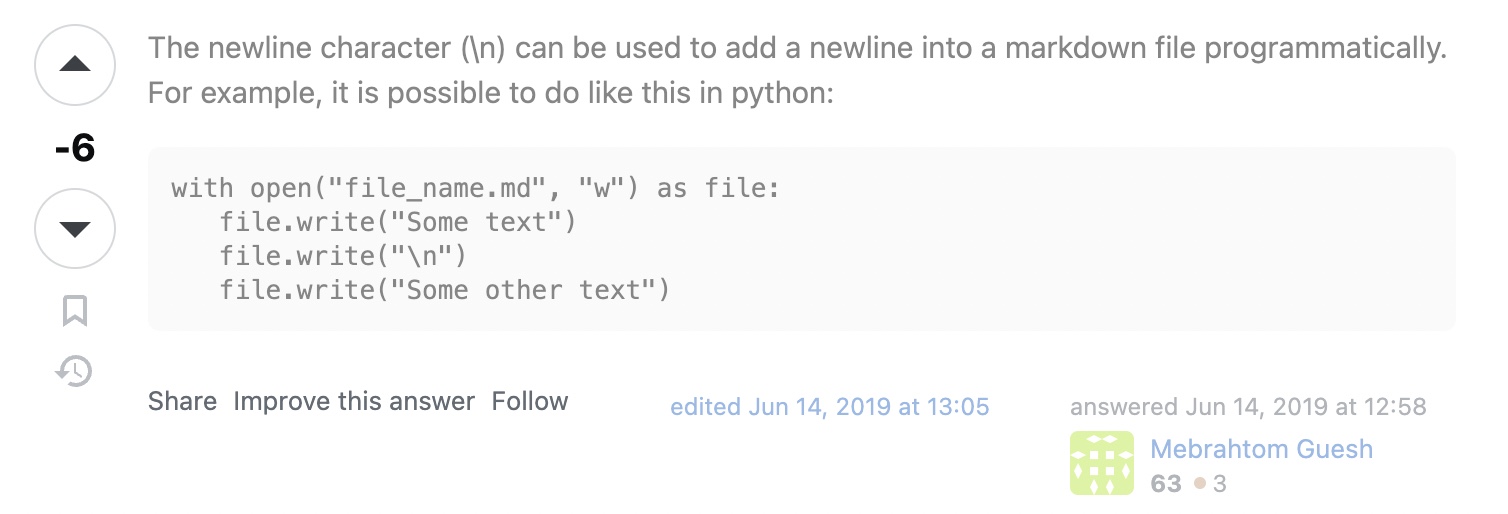 The newline character (\n) can be used to add a newline into a markdown file programmatically.
For example, it is possible to do like this in python:
-6
with open("file_name.md", "w") as file:
   file.write("Some text")
   file.write("\n")
   file.write("Some other text")
Share Improve this answer Follow
edited Jun 14, 2019 at 13:05
answered Jun 14, 2019 at 12:58
Mebrahtom Guesh
63 ● 3